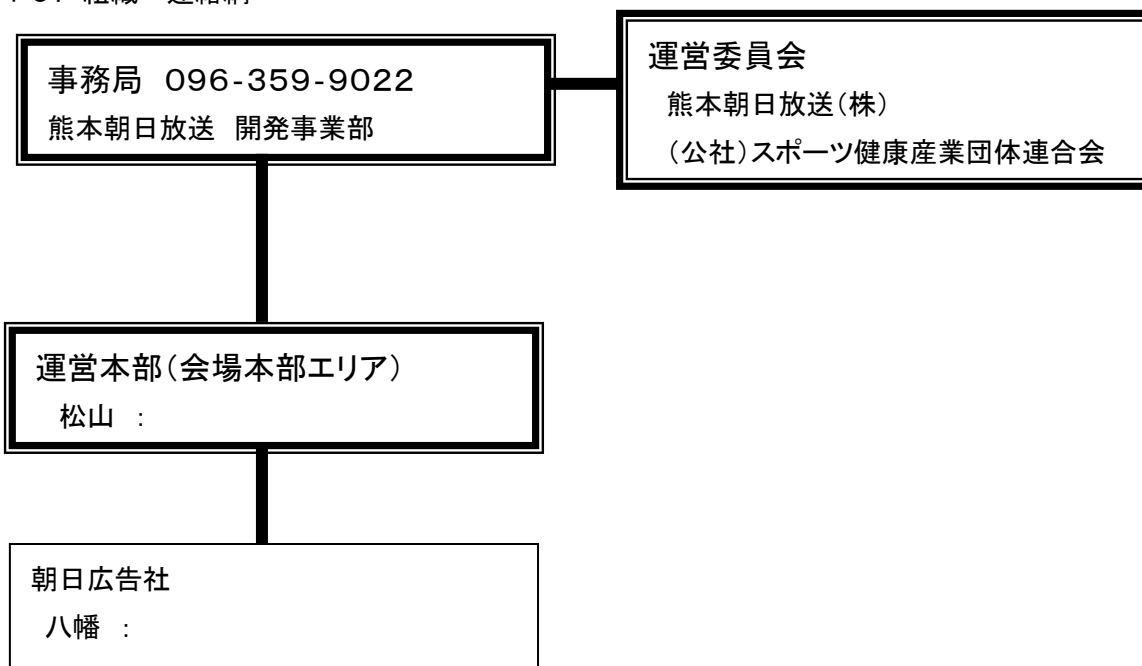 事務局 096-359-9022
熊本朝日放送 開発事業部
運営委員会
熊本朝日放送(株)
(公社)スポーツ健康産業団体連合会
運営本部(会場本部エリア)
松山 :
朝日広告社
八幡 :